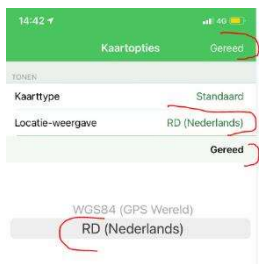 14:42
4G
Kaartopties Gereed
TONEN
Kaarttype Standaard
Locatie-weergave RD (Nederlands)
Gereed
WGS84 (GPS Wereld)
RD (Nederlands)